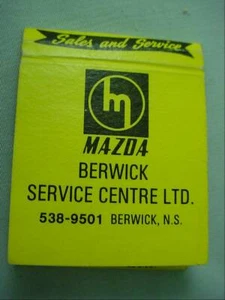 Sales and Service
m
MAZDA
BERWICK
SERVICE CENTRE LTD.
538-9501 BERWICK, N.S.